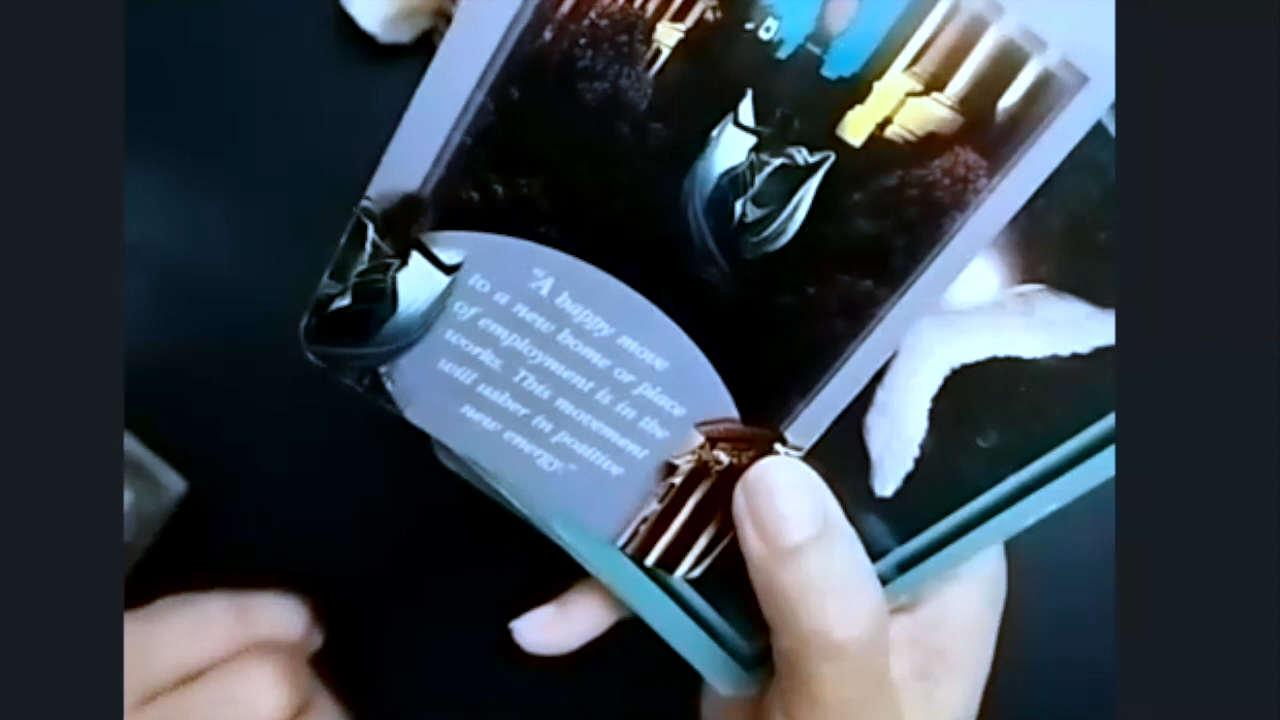 "A happy move
to a new home or place
of employment is in the
works. This movement
will usher in positive
new energy."